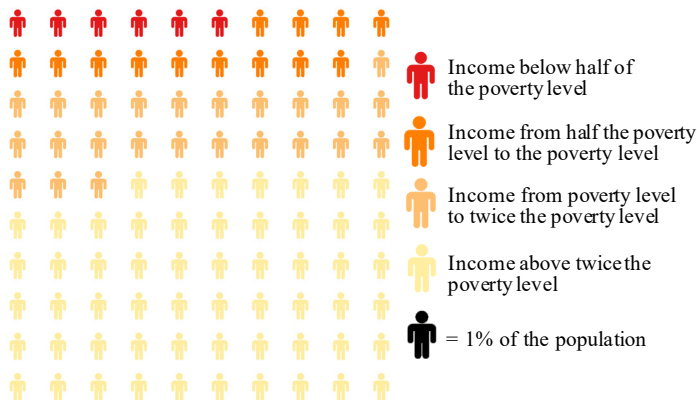 Income below half of
the poverty level
Income from half the poverty
level to the poverty level
Income from poverty level
to twice the poverty level
Income above twice the
poverty level
= 1% of the population